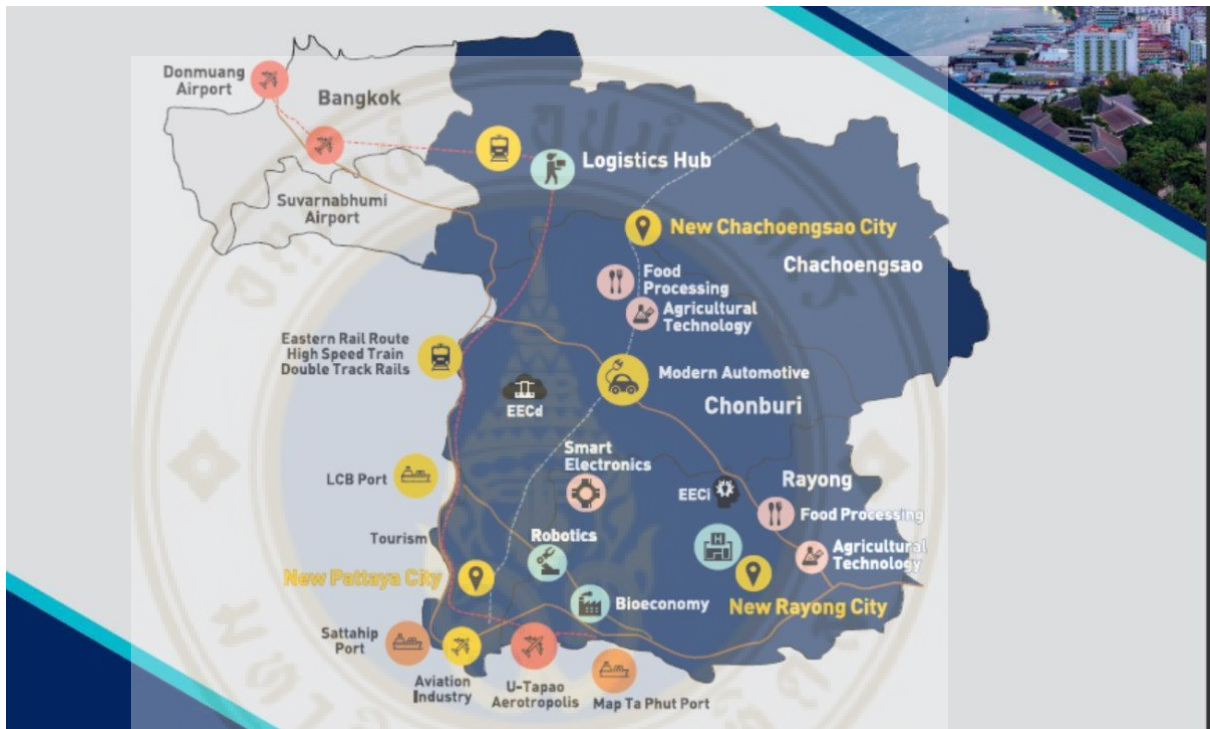 Donmuang
Airport
Bangkok
Logistics Hub
Suvarnabhumi
Airport
New Chachoengsao City
Chachoengsao
Food
Processing
Agricultural
Technology
Eastern Rail Route
High Speed Train
Double Track Rails
Modern Automotive
EECd
Chonburi
Smart
Electronics
LCB Port
Rayong
EECi
Food Processing
Tourism
Robotics
Agricultural
Technology
H
New Pattaya City
Bioeconomy
New Rayong City
Sattahip
Port
Aviation
Industry
U-Tapao
Aerotropolis
Map Ta Phut Port